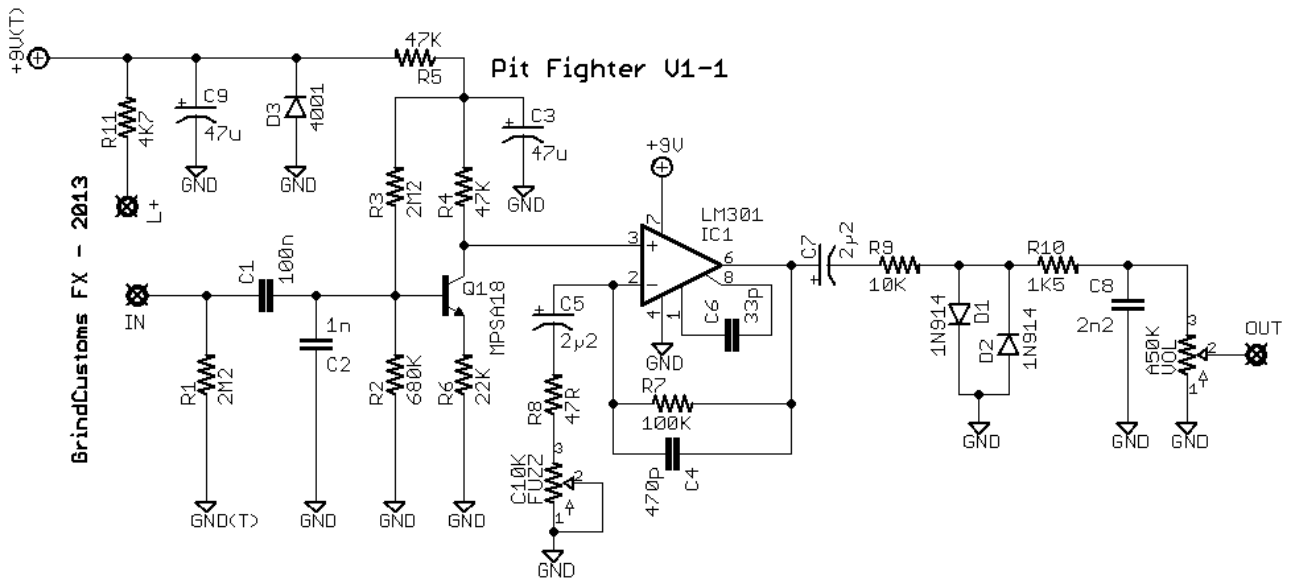 +9V(T)
47K
R5
Pit Fighter V1-1
R11
4K7
C9
47u
D3
4001
C3
47u
GND
GND
GND
L+
R3
2M2
R4
47K
+9V
LM301
IC1
7
3
2
6
8
4
1
GND
C6
33p
GrindCustoms FX - 2013
IN
C1
100n
1n
C2
R1
2M2
R2
680K
R6
22K
Q1
MPSA18
C5
2µ2
R8
47R
C10K
FUZZ
3
2
1
R7
100K
470p
C4
C7
2µ2
R9
10K
D1
1N914
D2
1N914
R10
1K5
C8
2n2
A50K
VOL
3
2
1
OUT
GND
GND
GND
GND(T)
GND
GND
GND
GND